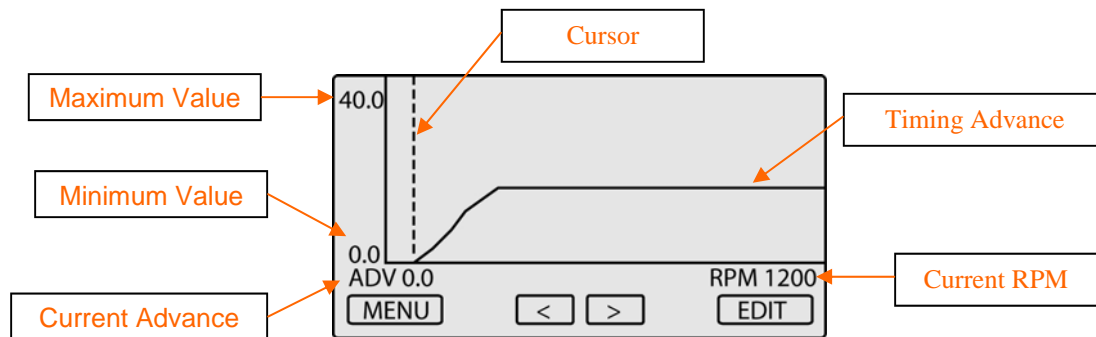 Cursor
Maximum Value
40.0
Timing Advance
Minimum Value
0.0
ADV 0.0 RPM 1200
Current RPM
Current Advance
MENU < > EDIT